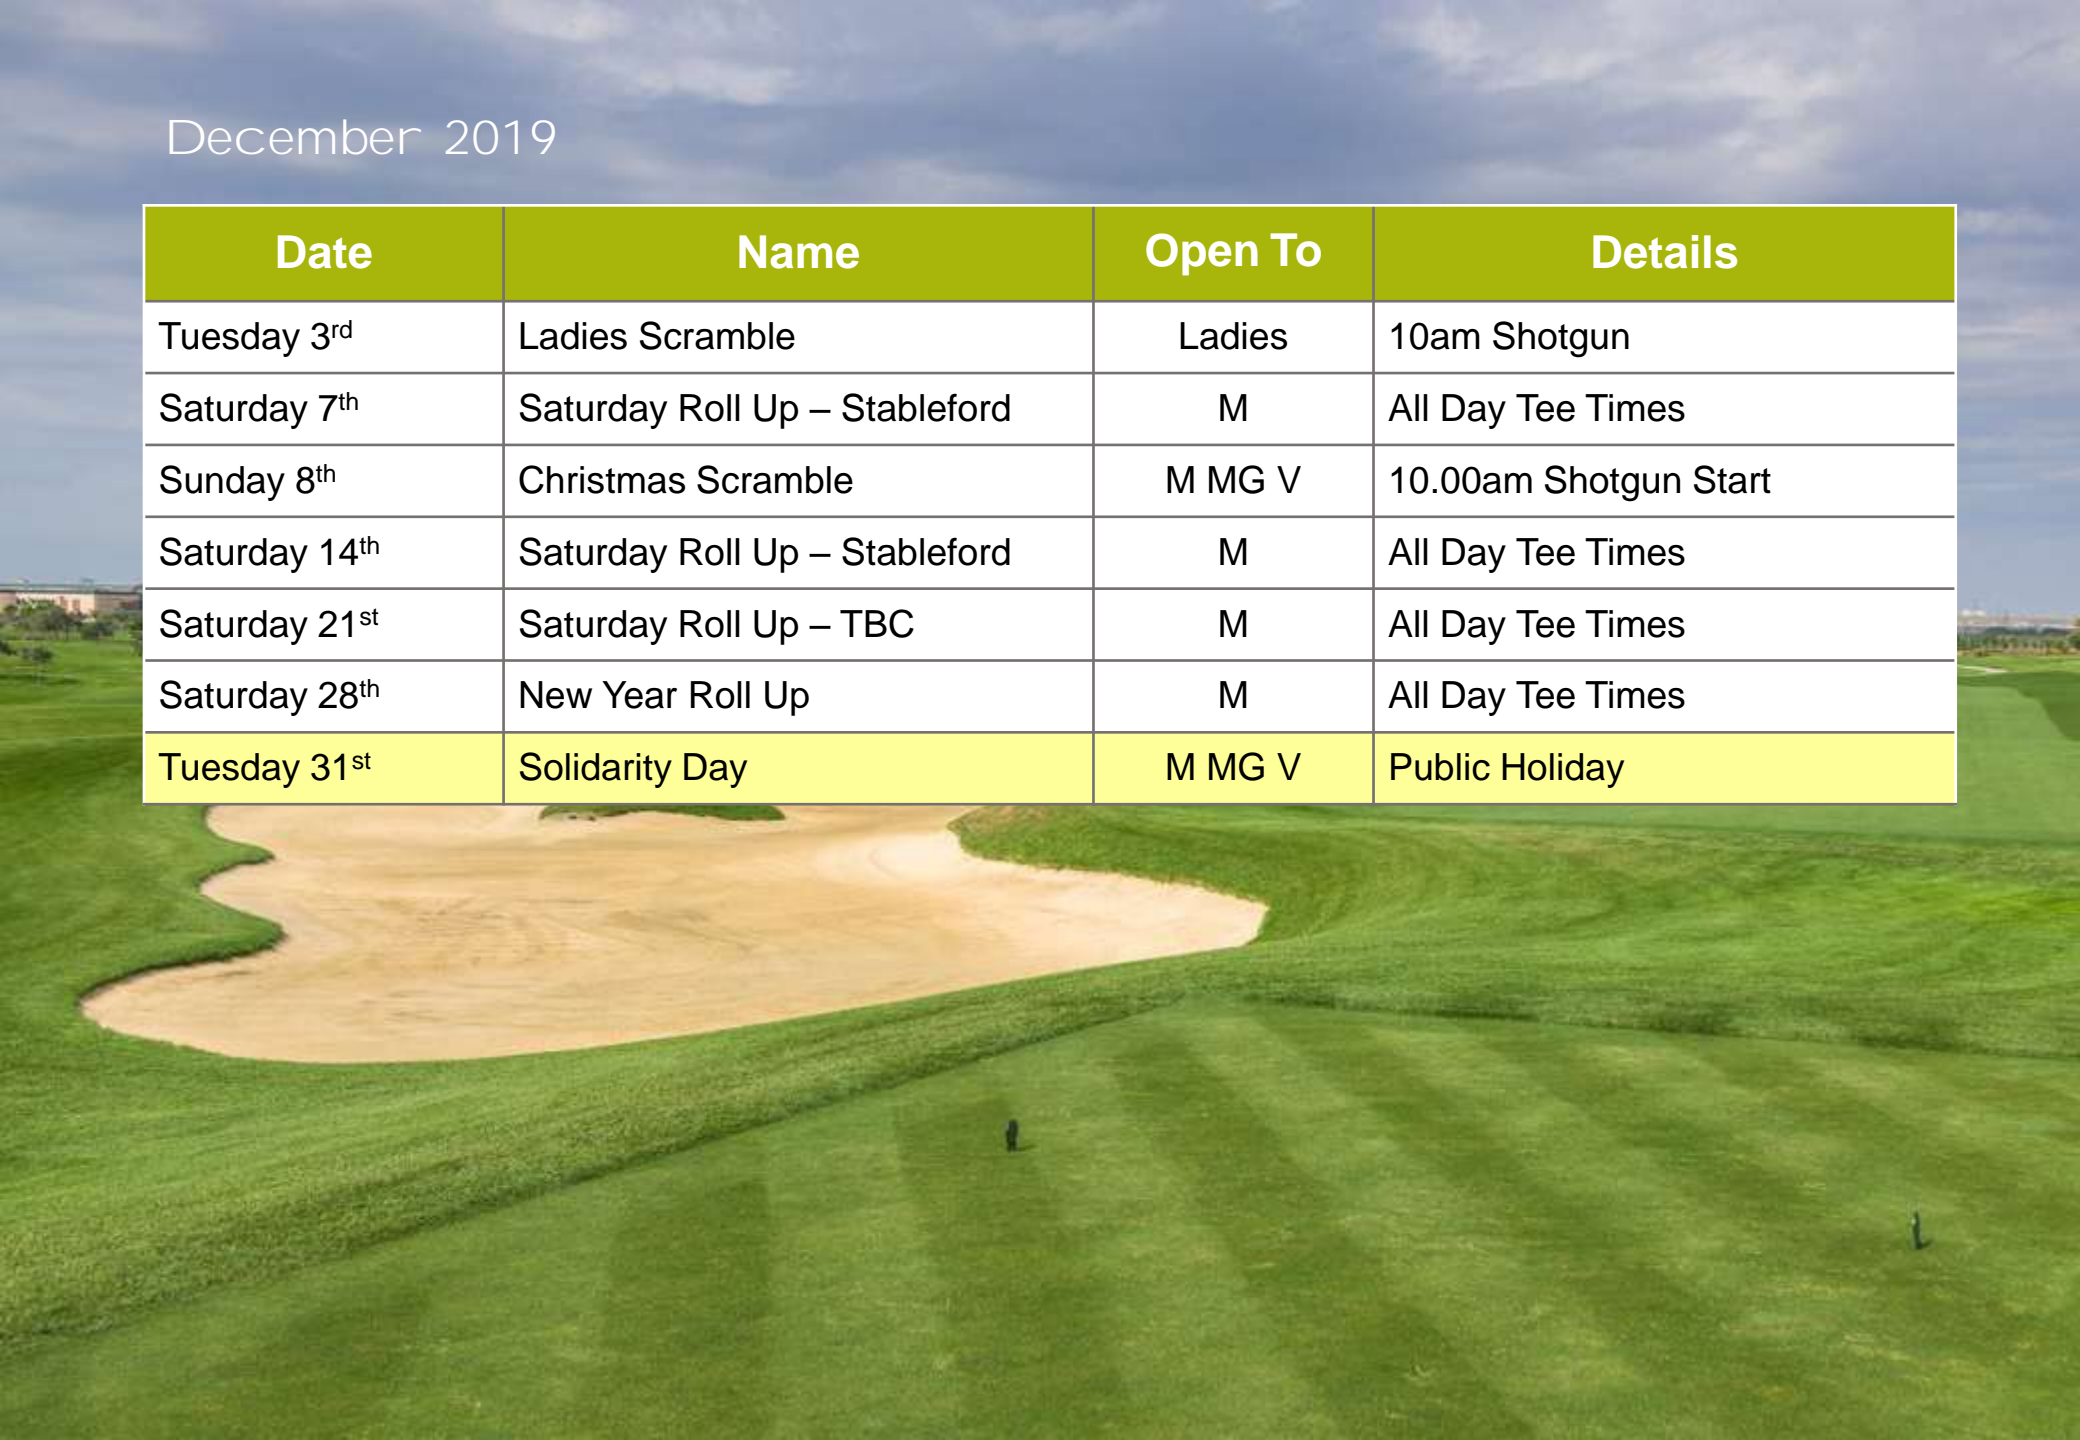 December 2019
Date Name Open To Details
Tuesday 3rd Ladies Scramble Ladies 10am Shotgun
Saturday 7th Saturday Roll Up – Stableford M All Day Tee Times
Sunday 8th Christmas Scramble M MG V 10.00am Shotgun Start
Saturday 14th Saturday Roll Up – Stableford M All Day Tee Times
Saturday 21st Saturday Roll Up – TBC M All Day Tee Times
Saturday 28th New Year Roll Up M All Day Tee Times
Tuesday 31st Solidarity Day M MG V Public Holiday